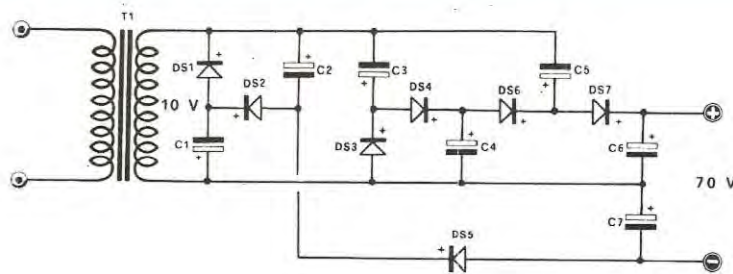 T1
DS1
+
+
C2
+
C3
+
DS2
10 V
+
C1
+
DS4
+
DS6
+
C5
+
DS7
+
DS3
+
C4
+
+
C6
70 V
+
C7
DS5
+
+
−